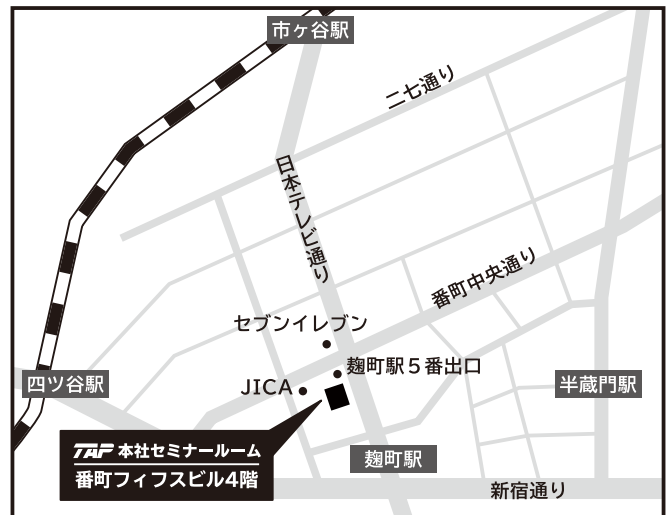 市ヶ谷駅
二七通り
日本テレビ通り
番町中央通り
セブンイレブン
麹町駅５番出口
四ツ谷駅
JICA
半蔵門駅
TAP 本社セミナールーム
番町フィフスビル4階
麹町駅
新宿通り